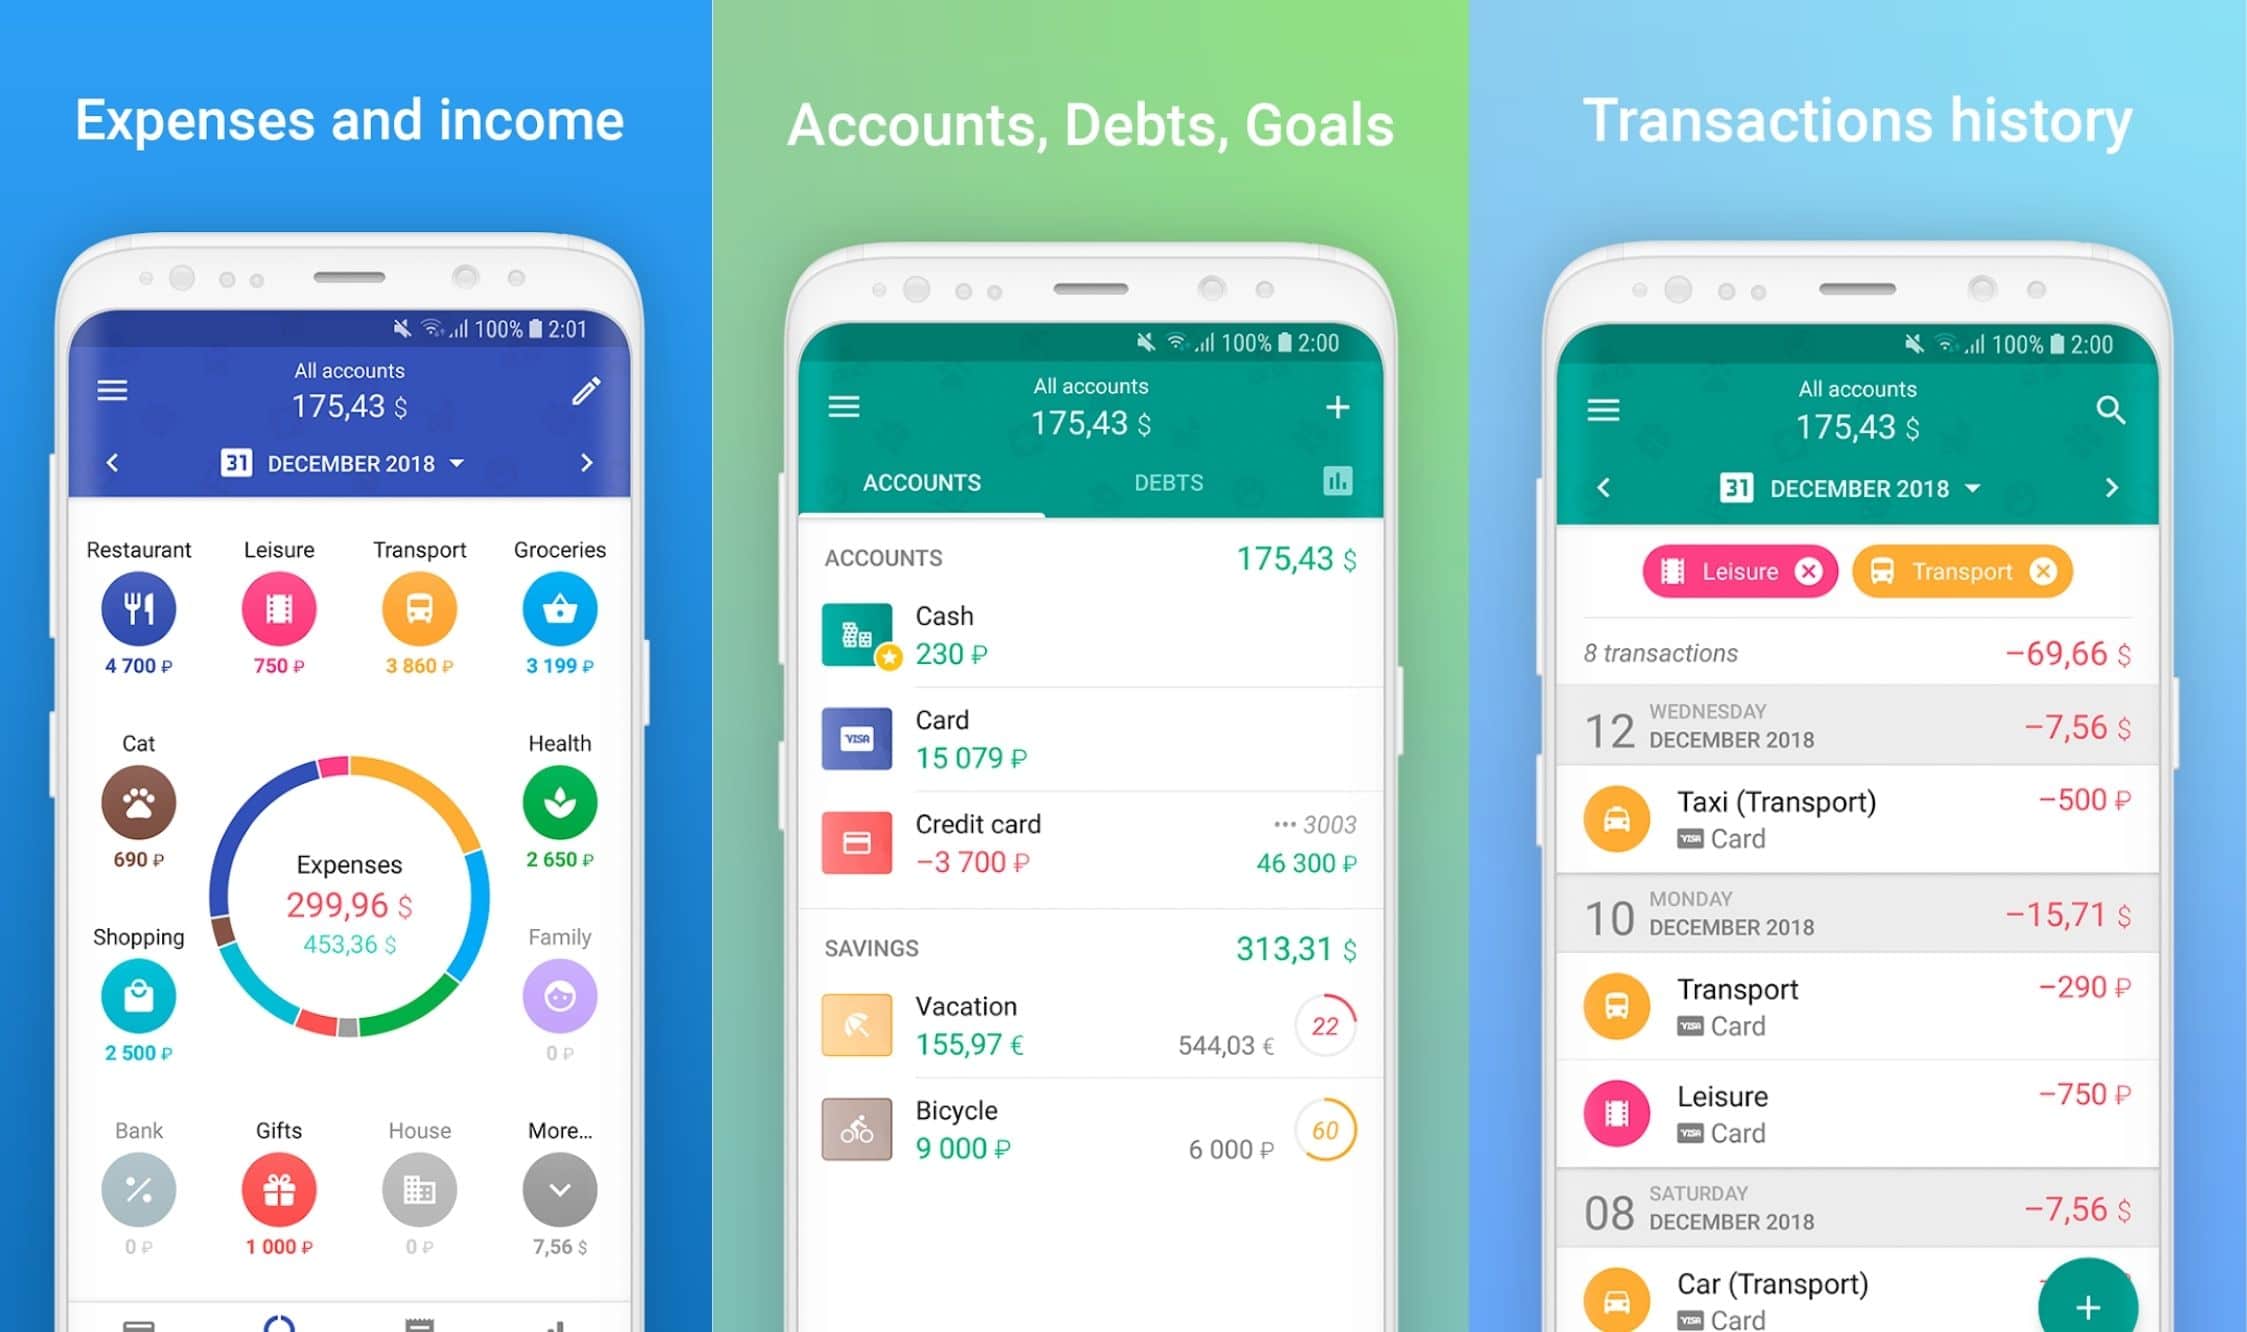 Expenses and income
100% 2:01
All accounts
175,43 $
31 DECEMBER 2018
Restaurant Leisure Transport Groceries
4 700 ₽ 750 ₽ 3 860 ₽ 3 199 ₽
Cat Health
690 ₽ 2 650 ₽
Expenses
299,96 $
453,36 $
Shopping Family
2 500 ₽ 0 ₽
Bank Gifts House More...
0 ₽ 1 000 ₽ 0 ₽ 7,56 $
Accounts, Debts, Goals
100% 2:00
All accounts
175,43 $
ACCOUNTS DEBTS
ACCOUNTS 175,43 $
Cash
230 ₽
Card
VISA
15 079 ₽
Credit card ••• 3003
−3 700 ₽ 46 300 ₽
SAVINGS 313,31 $
Vacation
155,97 € 544,03 € 22
Bicycle
9 000 ₽ 6 000 ₽ 60
Transactions history
100% 2:00
All accounts
175,43 $
31 DECEMBER 2018
Leisure Transport
8 transactions −69,66 $
12 WEDNESDAY
DECEMBER 2018 −7,56 $
Taxi (Transport) −500 ₽
VISA Card
10 MONDAY
DECEMBER 2018 −15,71 $
Transport −290 ₽
VISA Card
Leisure −750 ₽
VISA Card
08 SATURDAY
DECEMBER 2018 −7,56 $
Car (Transport)
VISA Card